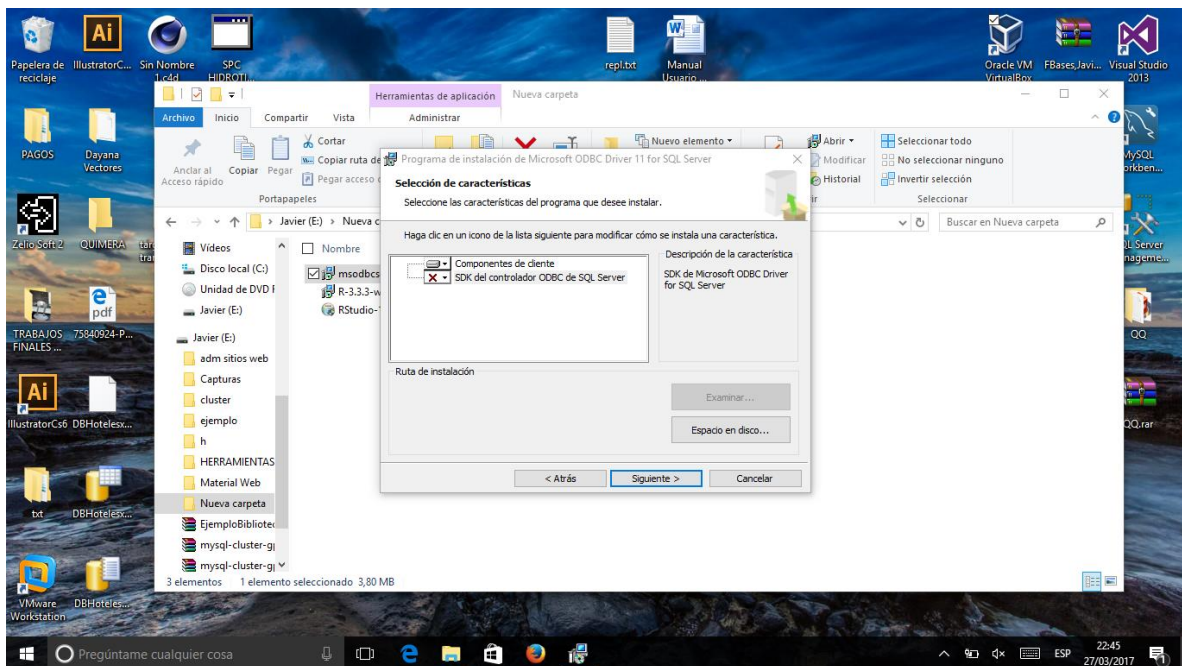 Papelera de reciclaje
IllustratorC...
Sin Nombre 1.c4d
SPC
HIDROTI...
repl.txt
Manual
Usuario ...
Oracle VM
VirtualBox
FBases,Javi...
Visual Studio 2013
Herramientas de aplicación
Nueva carpeta
Archivo
Inicio
Compartir
Vista
Administrar
Anclar al Acceso rápido
Copiar
Pegar
Cortar
Copiar ruta de
Pegar acceso
Portapapeles
Nuevo elemento
Abrir
Modificar
Historial
Seleccionar todo
No seleccionar ninguno
Invertir selección
Seleccionar
Javier (E:) > Nueva c
Buscar en Nueva carpeta
PAGOS
Dayana Vectores
Zelio Soft 2
QUIMERA
TRABAJOS FINALES ...
75840924-P...
IllustratorCs6
DBHotelesx...
txt
DBHotelesx...
VMware Workstation
DBHoteles...
Vídeos
Disco local (C:)
Unidad de DVD
Javier (E:)
Javier (E:)
adm sitios web
Capturas
cluster
ejemplo
h
HERRAMIENTAS
Material Web
Nueva carpeta
EjemploBibliotec
mysql-cluster-g
mysql-cluster-g
Nombre
msodbcs
R-3.3.3-w
RStudio-
3 elementos
1 elemento seleccionado 3,80 MB
Programa de instalación de Microsoft ODBC Driver 11 for SQL Server
Selección de características
Seleccione las características del programa que desee instalar.
Haga clic en un icono de la lista siguiente para modificar cómo se instala una característica.
Componentes de cliente
SDK del controlador ODBC de SQL Server
Descripción de la característica
SDK de Microsoft ODBC Driver
for SQL Server
Ruta de instalación
Examinar...
Espacio en disco...
< Atrás
Siguiente >
Cancelar
QQ
QQ.rar
Pregúntame cualquier cosa
ESP
22:45
27/03/2017